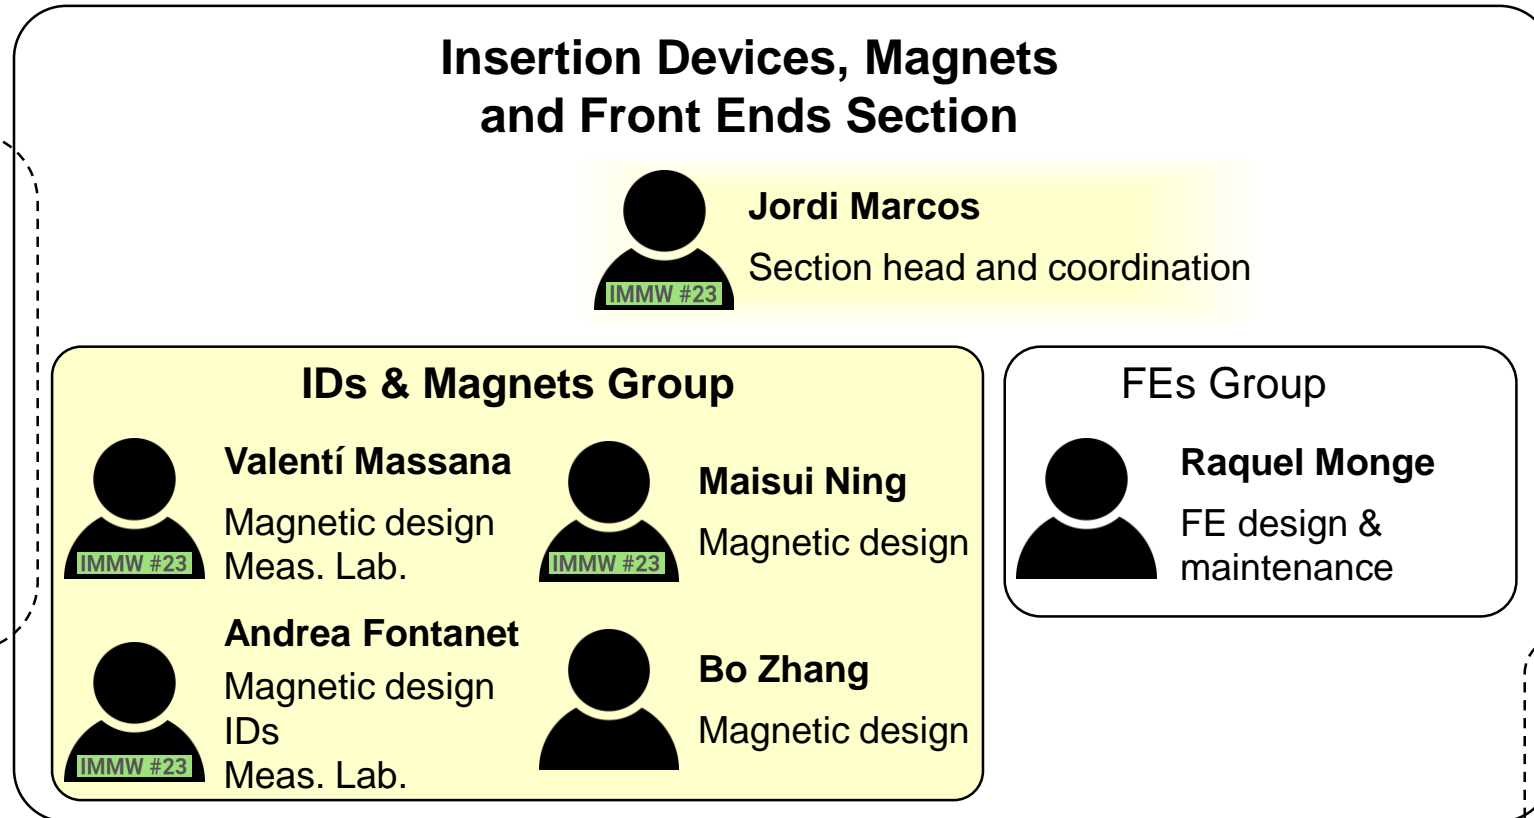 Insertion Devices, Magnets
and Front Ends Section
Jordi Marcos
Section head and coordination
IMMW #23
IDs & Magnets Group
Valentí Massana
Magnetic design
Meas. Lab.
IMMW #23
Maisui Ning
Magnetic design
IMMW #23
Andrea Fontanet
Magnetic design
IDs
Meas. Lab.
IMMW #23
Bo Zhang
Magnetic design
FEs Group
Raquel Monge
FE design &
maintenance